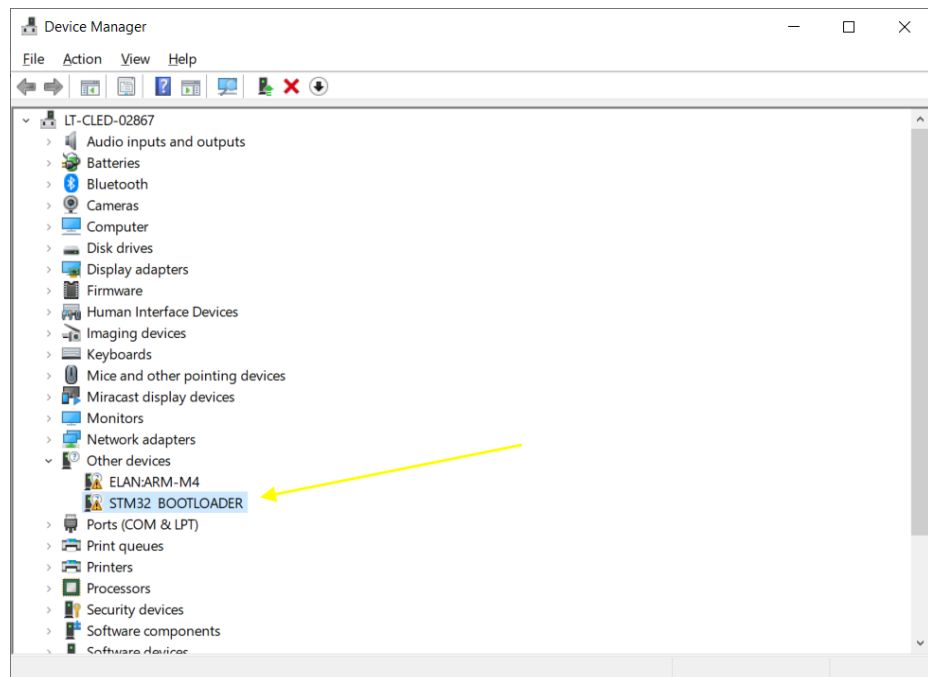 Device Manager
File Action View Help
LT-CLED-02867
Audio inputs and outputs
Batteries
Bluetooth
Cameras
Computer
Disk drives
Display adapters
Firmware
Human Interface Devices
Imaging devices
Keyboards
Mice and other pointing devices
Miracast display devices
Monitors
Network adapters
Other devices
ELAN:ARM-M4
STM32 BOOTLOADER
Ports (COM & LPT)
Print queues
Printers
Processors
Security devices
Software components
Software devices